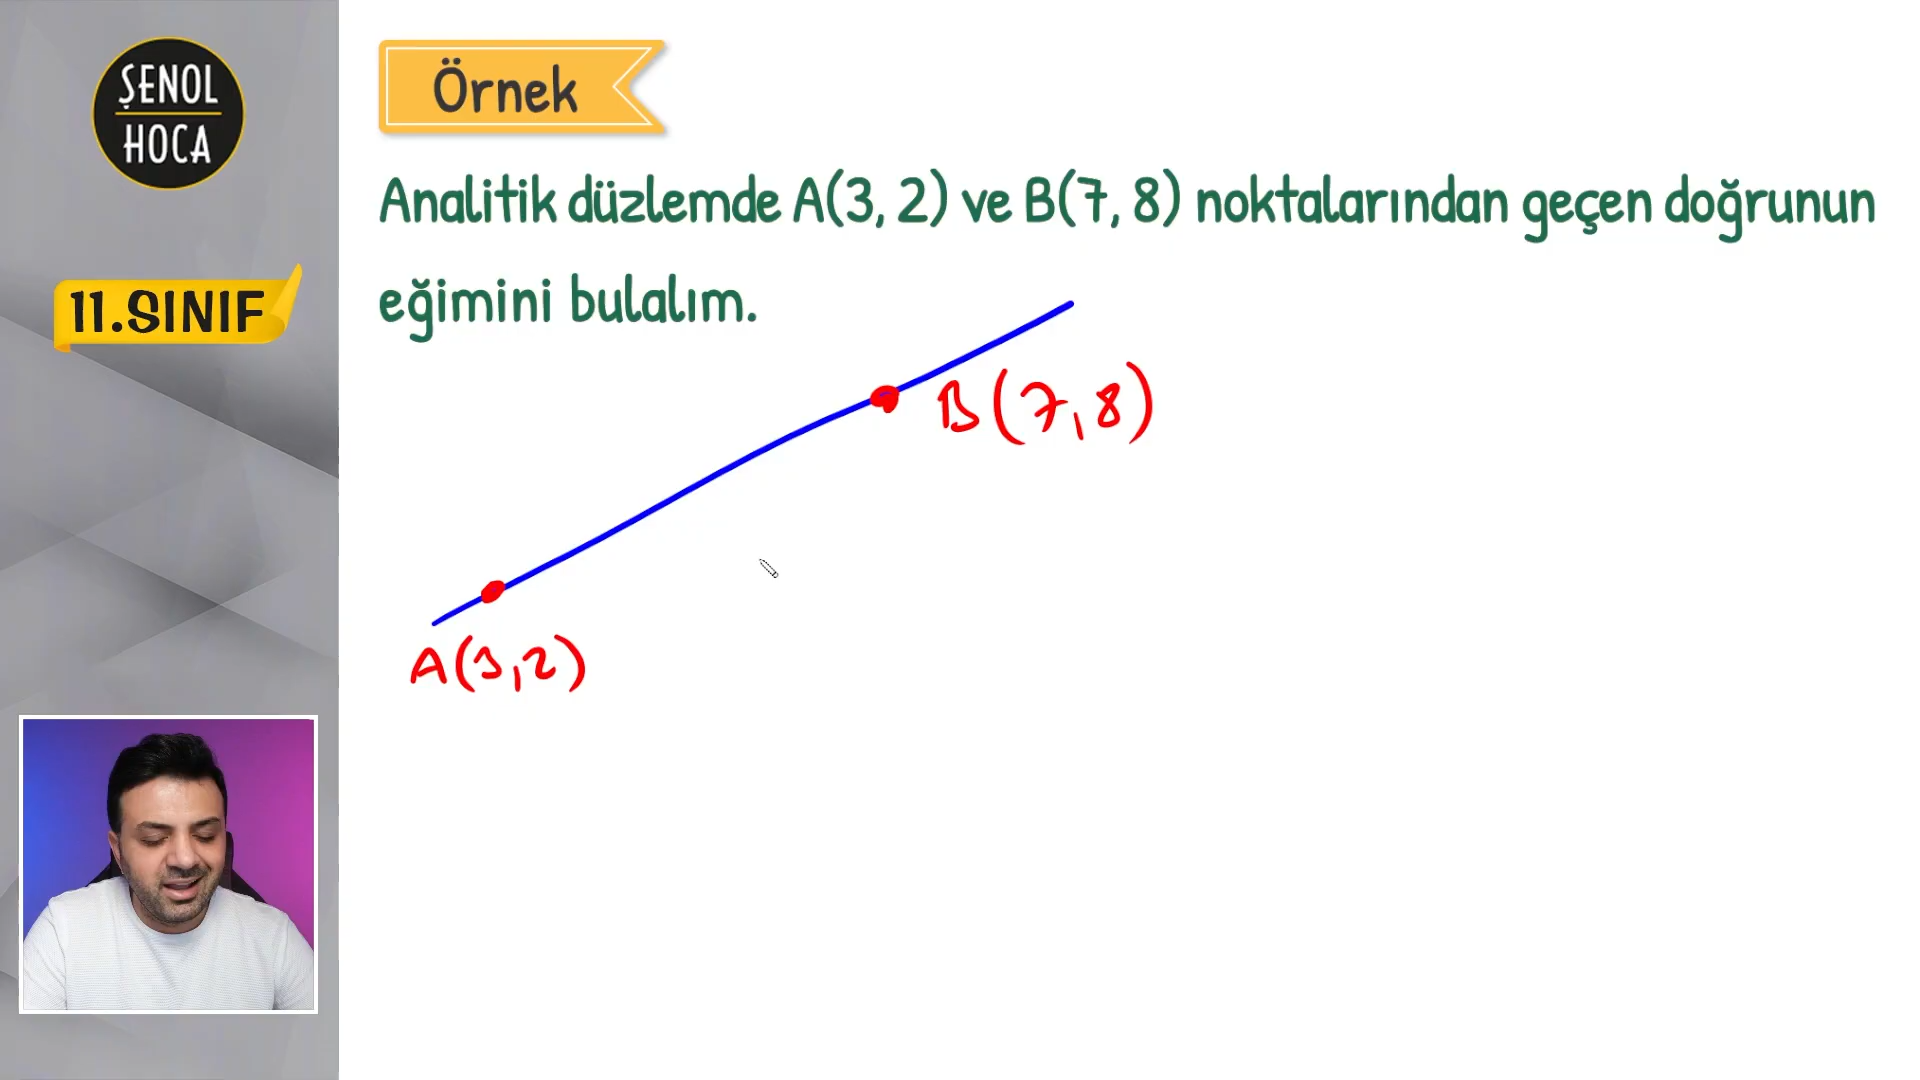 ŞENOL
HOCA
11.SINIF
Örnek
Analitik düzlemde A(3, 2) ve B(7, 8) noktalarından geçen doğrunun
eğimini bulalım.
B(7,8)
A(3,2)